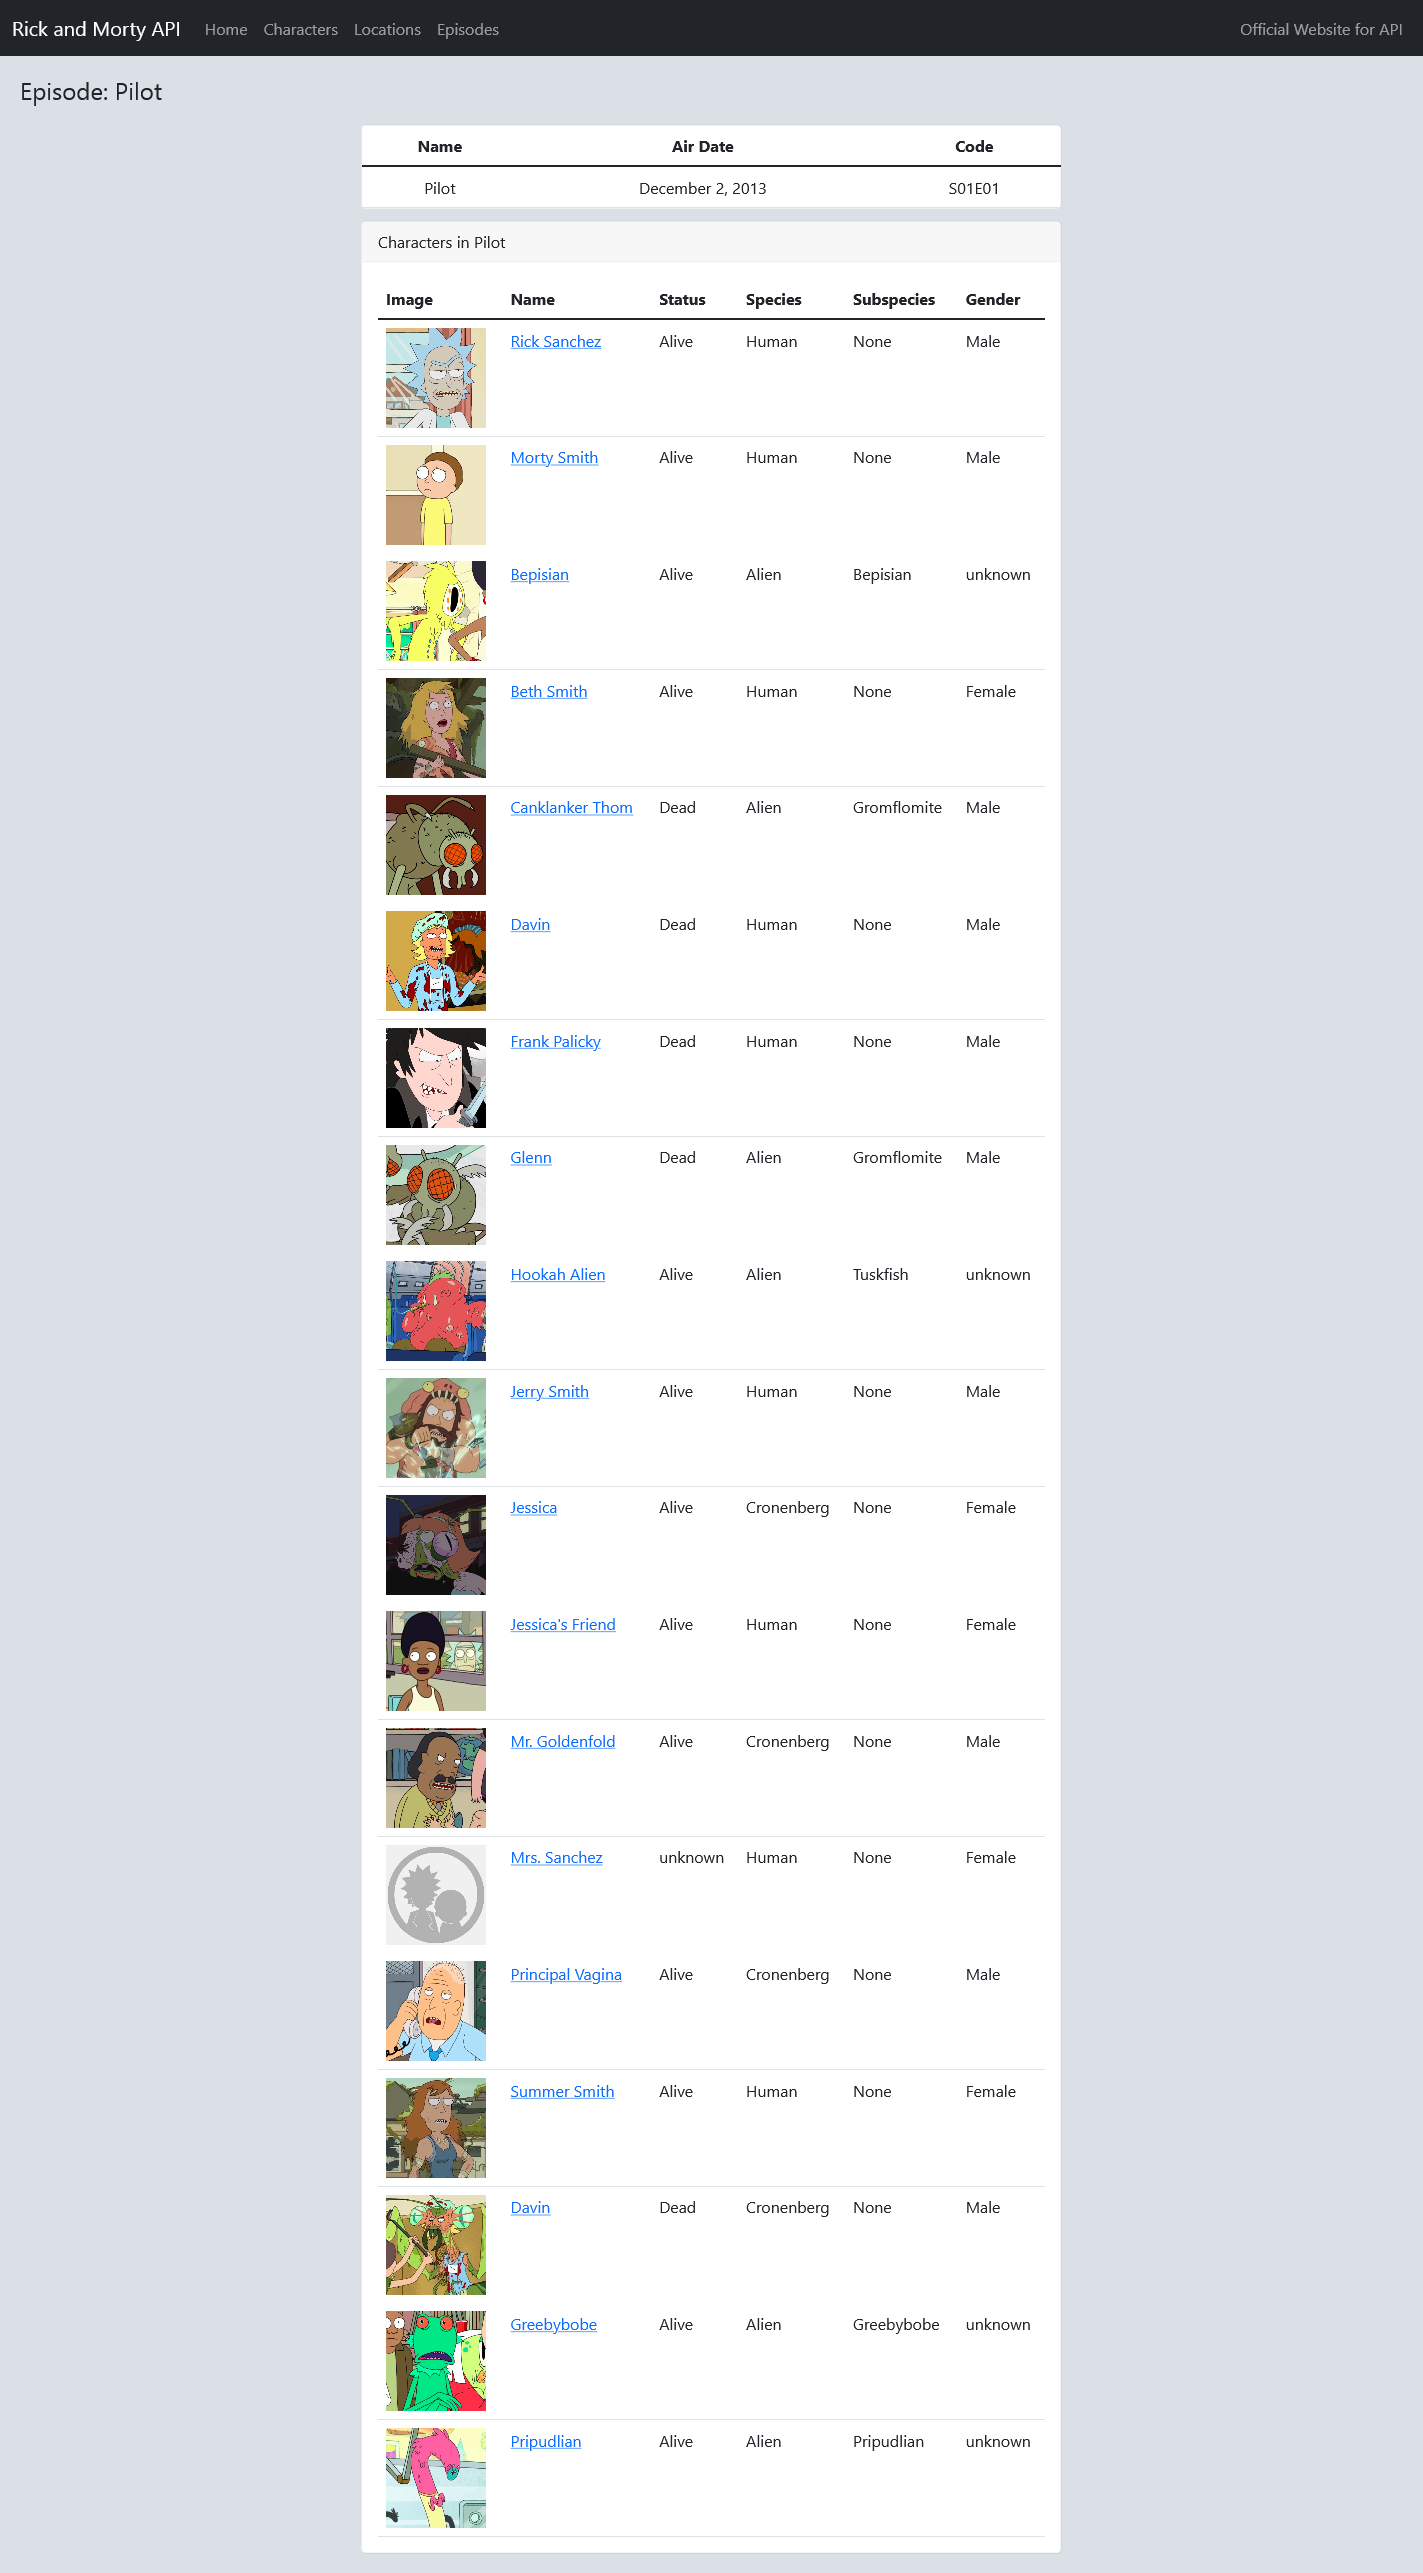 Rick and Morty API Home Characters Locations Episodes Official Website for API
Episode: Pilot
Name Air Date Code
Pilot December 2, 2013 S01E01
Characters in Pilot
Image Name Status Species Subspecies Gender
Rick Sanchez Alive Human None Male
Morty Smith Alive Human None Male
Bepisian Alive Alien Bepisian unknown
Beth Smith Alive Human None Female
Canklanker Thom Dead Alien Gromflomite Male
Davin Dead Human None Male
Frank Palicky Dead Human None Male
Glenn Dead Alien Gromflomite Male
Hookah Alien Alive Alien Tuskfish unknown
Jerry Smith Alive Human None Male
Jessica Alive Cronenberg None Female
Jessica's Friend Alive Human None Female
Mr. Goldenfold Alive Cronenberg None Male
Mrs. Sanchez unknown Human None Female
Principal Vagina Alive Cronenberg None Male
Summer Smith Alive Human None Female
Davin Dead Cronenberg None Male
Greebybobe Alive Alien Greebybobe unknown
Pripudlian Alive Alien Pripudlian unknown